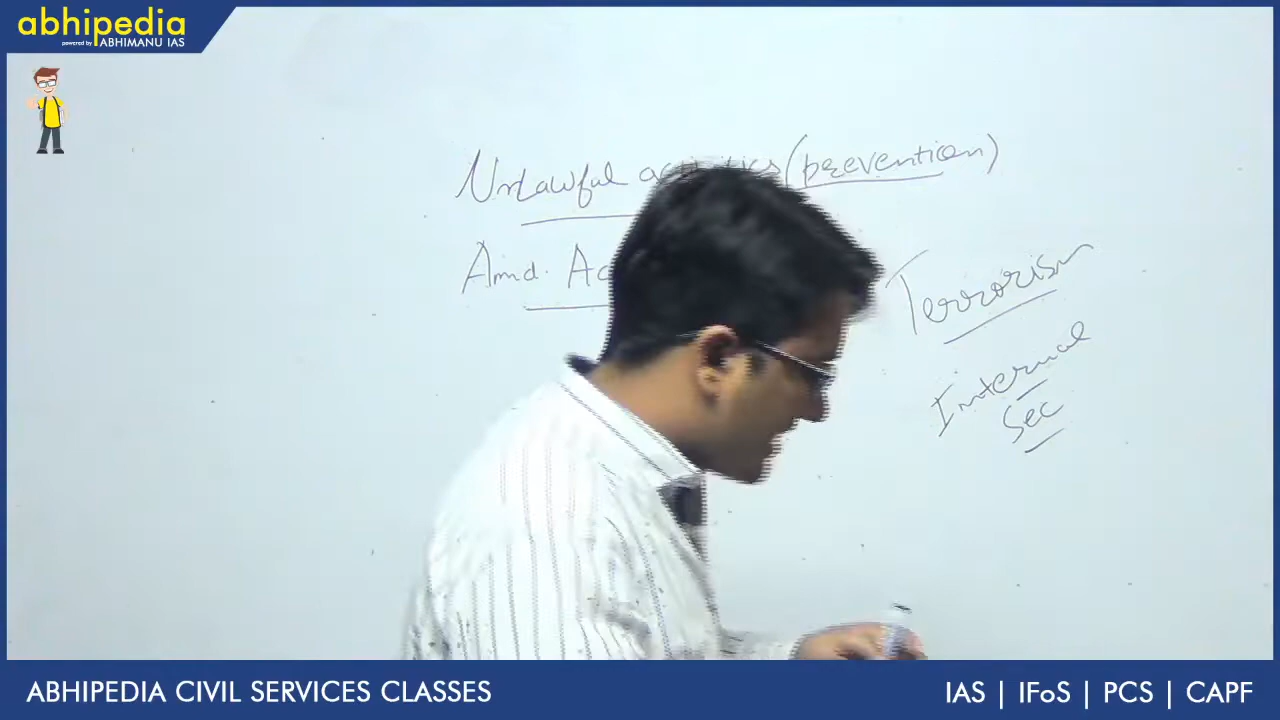 abhipedia
powered by ABHIMANU IAS
Unlawful (prevention)
Amd.
Terrorism
Internal
Sec
ABHIPEDIA CIVIL SERVICES CLASSES
IAS | IFoS | PCS | CAPF